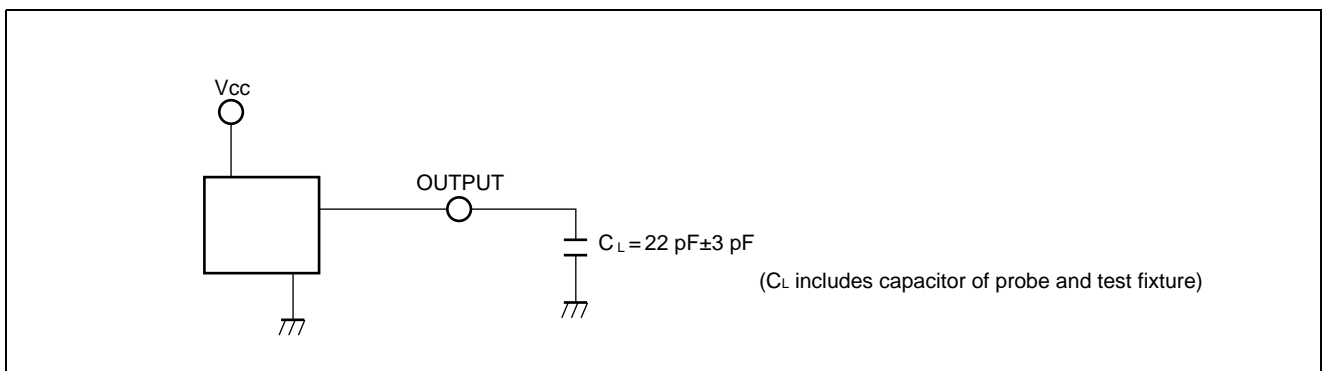 Vcc
OUTPUT
CL = 22 pF±3 pF
(CL includes capacitor of probe and test fixture)